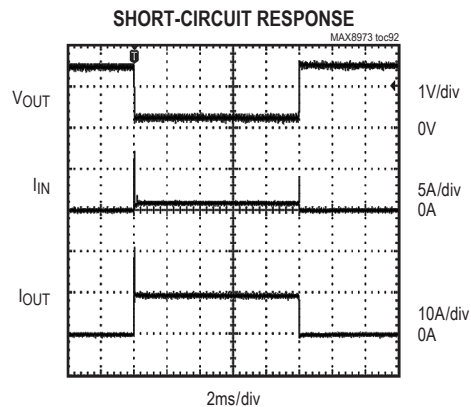 SHORT-CIRCUIT RESPONSE
MAX8973 toc92
T
VOUT
1V/div
0V
IIN
5A/div
0A
IOUT
10A/div
0A
2ms/div